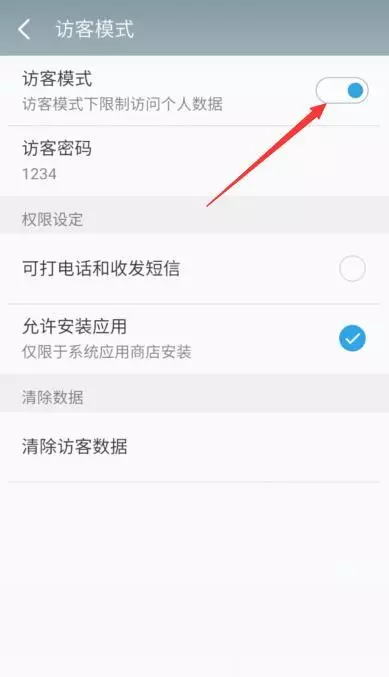 访客模式
访客模式
访客模式下限制访问个人数据
访客密码
1234
权限设定
可打电话和收发短信
允许安装应用
仅限于系统应用商店安装
清除数据
清除访客数据